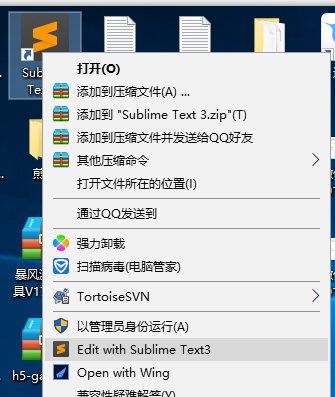 Sub
Te
打开(O)
添加到压缩文件(A) ...
添加到 "Sublime Text 3.zip"(T)
添加到压缩文件并发送给QQ好友
其他压缩命令
打开文件所在的位置(I)
通过QQ发送到
强力卸载
扫描病毒(电脑管家)
TortoiseSVN
以管理员身份运行(A)
Edit with Sublime Text3
Open with Wing
兼容性疑难解答(Y)
暴风
具V1
h5-ga